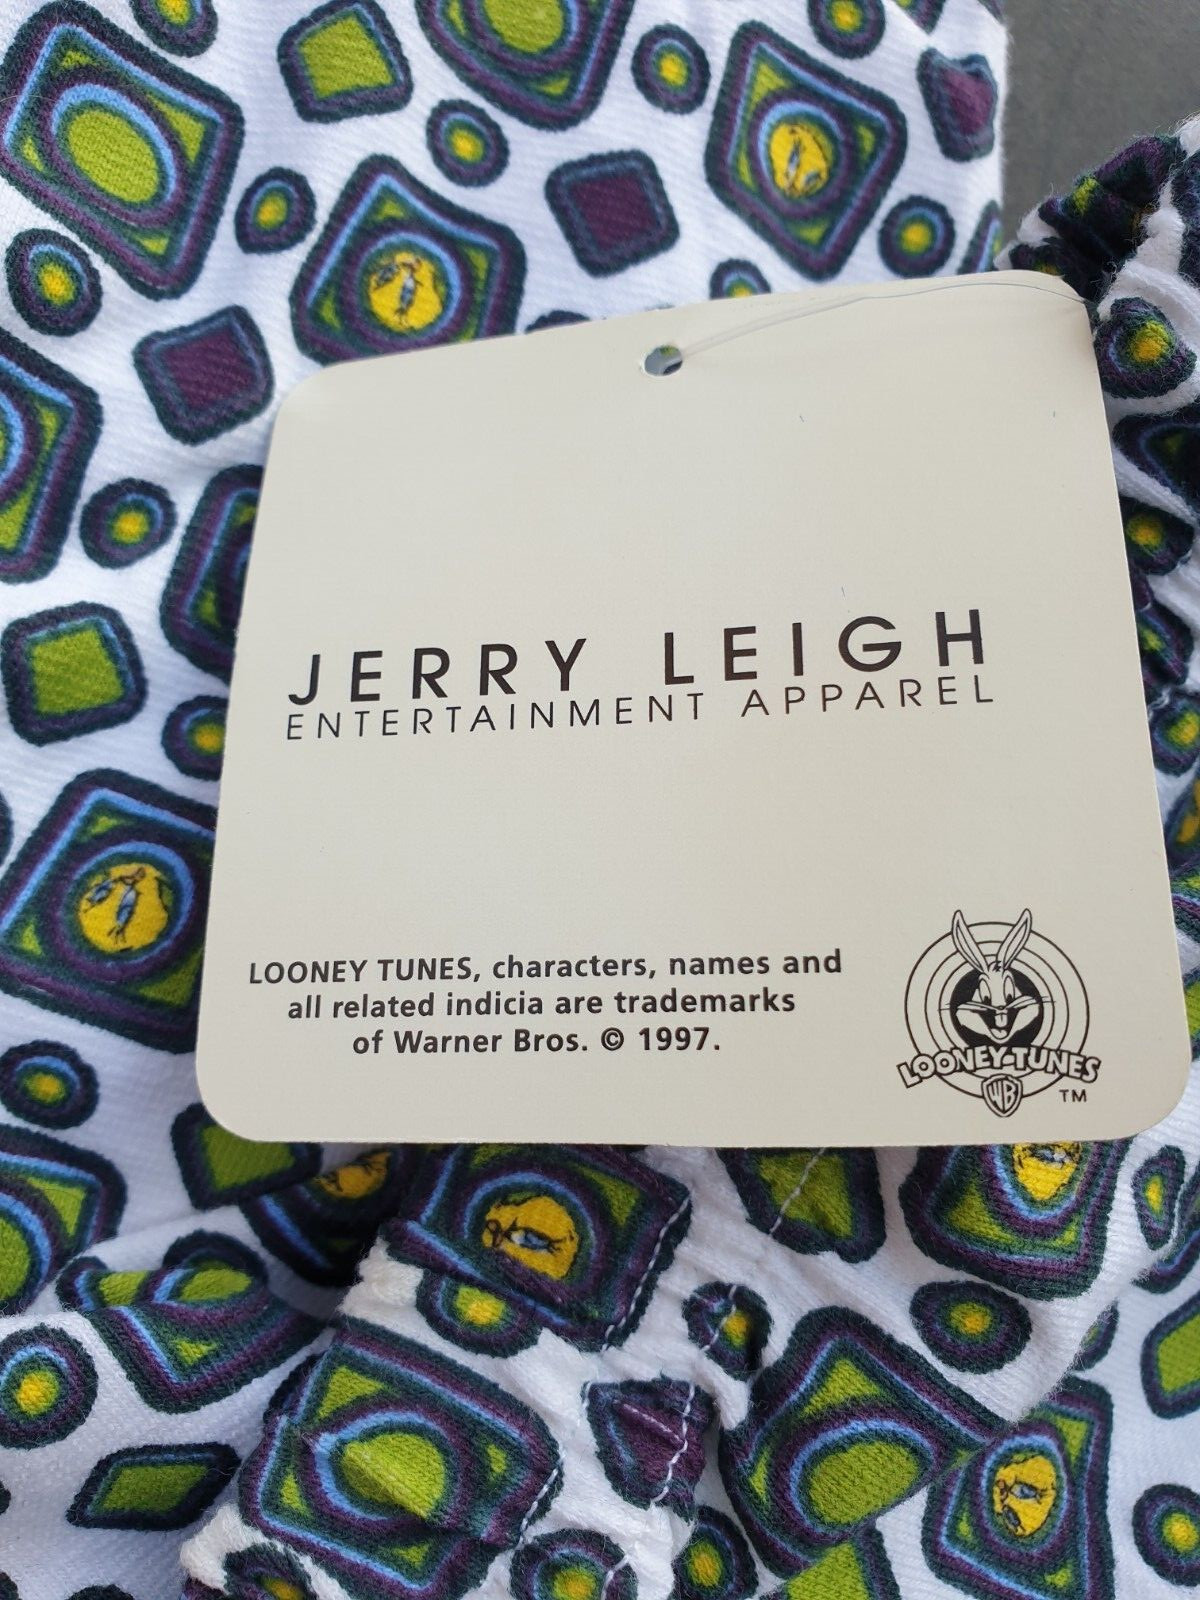 JERRY LEIGH
ENTERTAINMENT APPAREL
LOONEY TUNES, characters, names and
all related indicia are trademarks
of Warner Bros. © 1997.
LOONEY TUNES
WB
TM